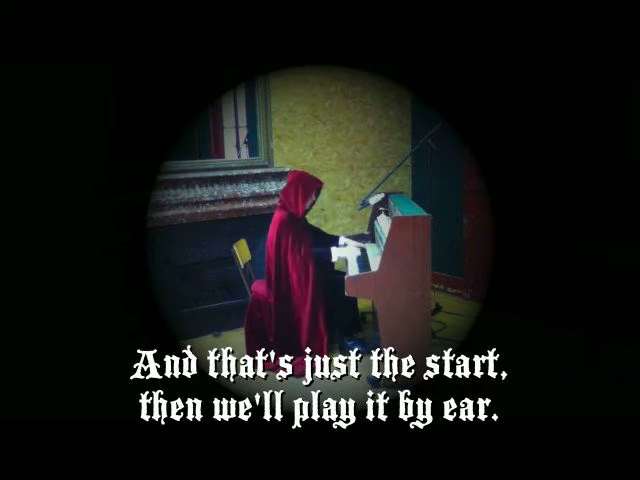 And that's just the start,
then we'll play it by ear.